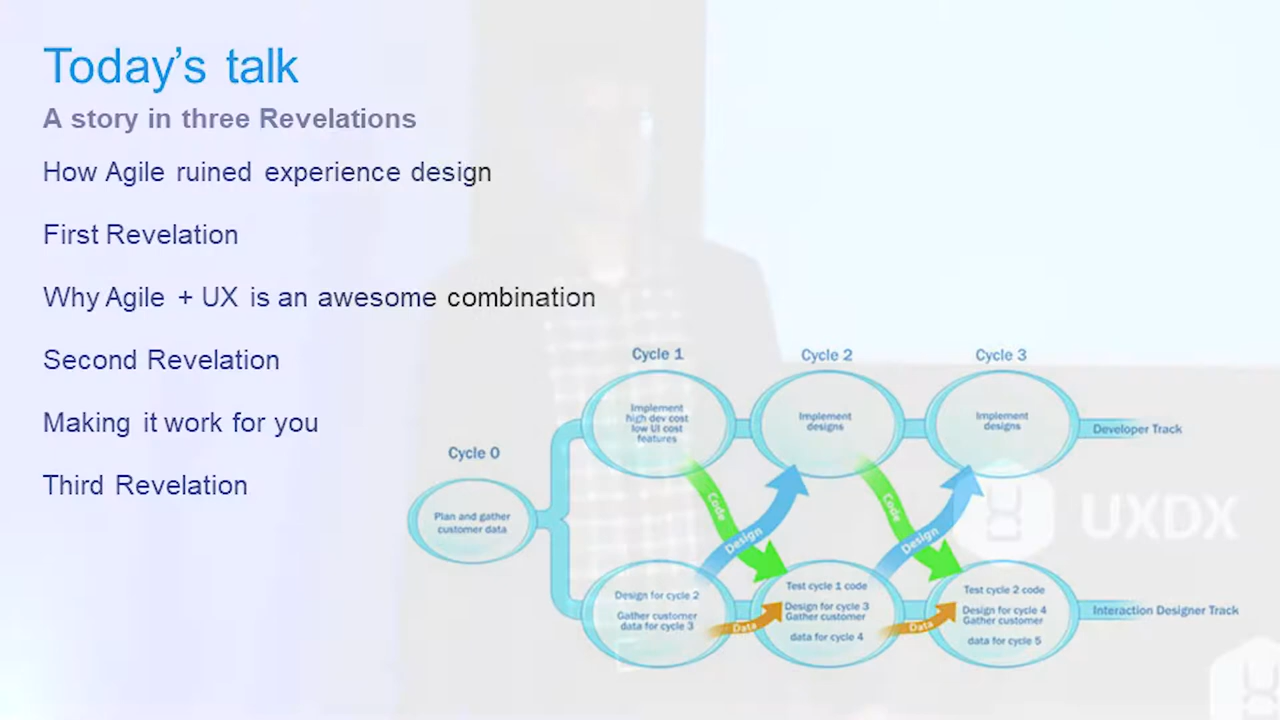 Today's talk
A story in three Revelations
How Agile ruined experience design
First Revelation
Why Agile + UX is an awesome combination
Second Revelation
Making it work for you
Third Revelation
Cycle 0
Plan and gather
customer data
Cycle 1
Implement
high dev cost
low UI cost
features
Cycle 2
Implement
designs
Cycle 3
Implement
designs
Developer Track
Code
Design
Code
Design
Design for cycle 2
Gather customer
data for cycle 3
Data
Test cycle 1 code
Design for cycle 3
Gather customer
data for cycle 4
Data
Test cycle 2 code
Design for cycle 4
Gather customer
data for cycle 5
Interaction Designer Track
UXDX